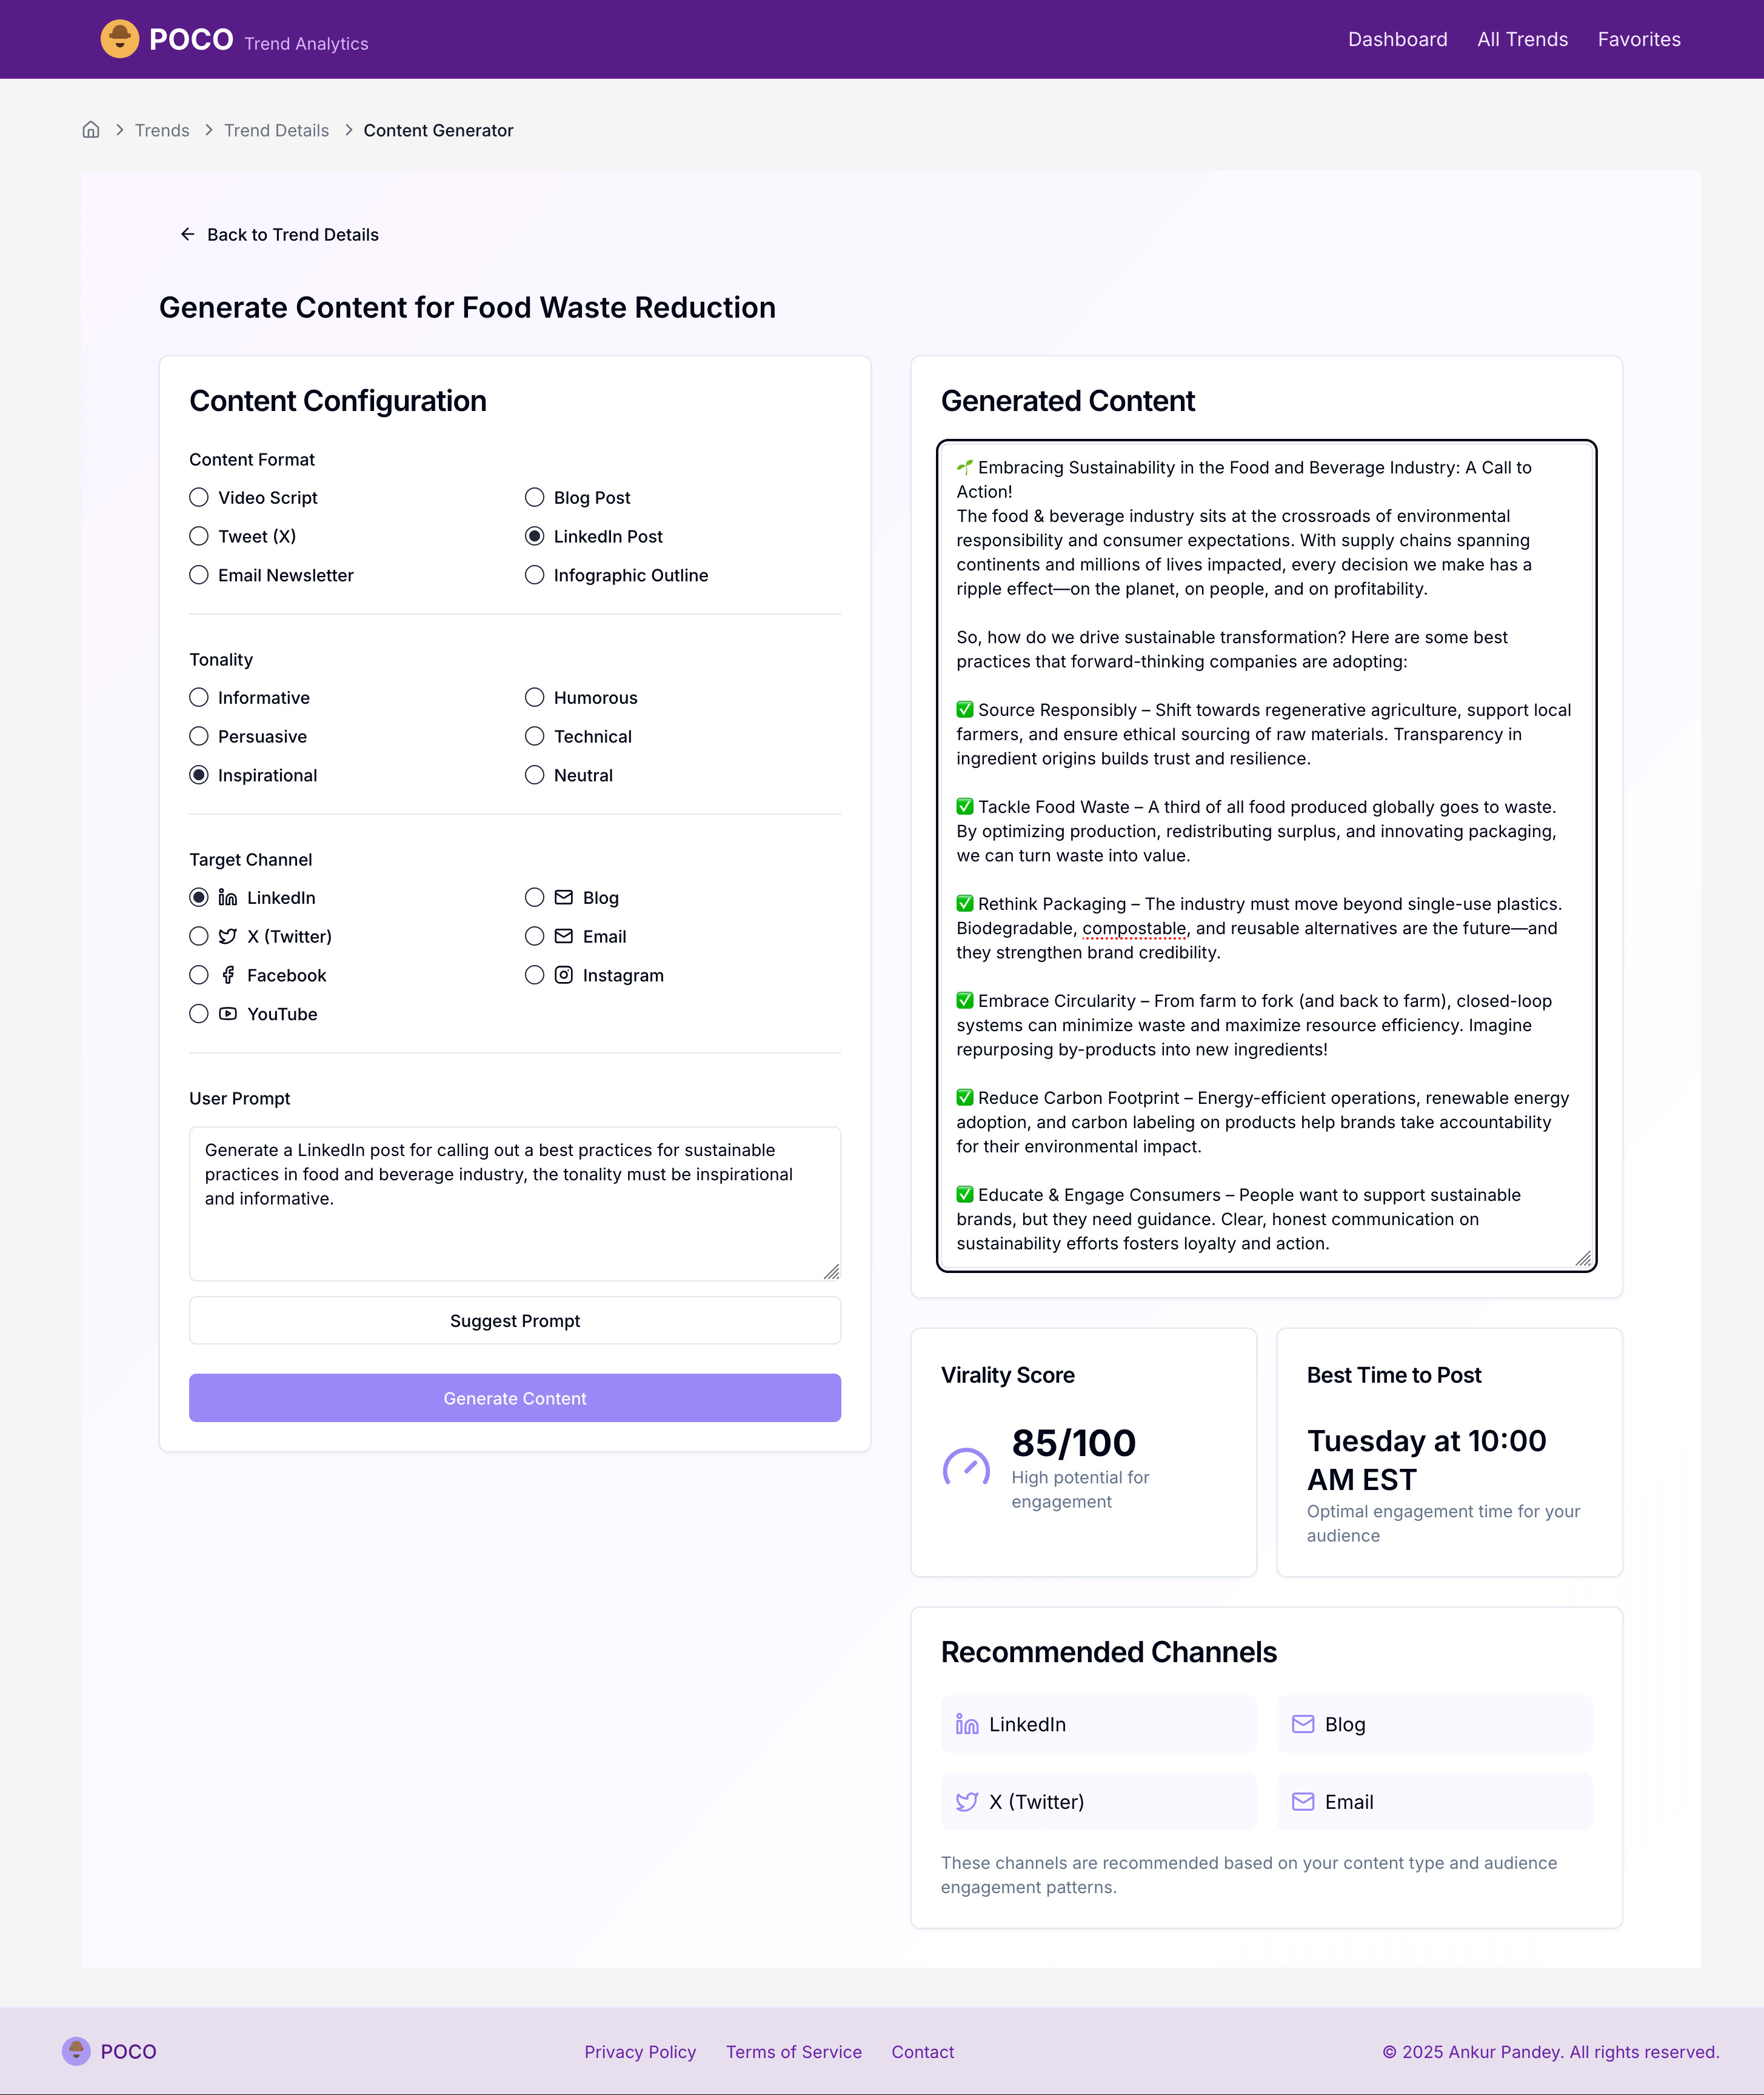 POCO Trend Analytics
Dashboard All Trends Favorites
Trends Trend Details Content Generator
Back to Trend Details
Generate Content for Food Waste Reduction
Content Configuration
Content Format
Video Script
Blog Post
Tweet (X)
LinkedIn Post
Email Newsletter
Infographic Outline
Tonality
Informative
Humorous
Persuasive
Technical
Inspirational
Neutral
Target Channel
LinkedIn
Blog
X (Twitter)
Email
Facebook
Instagram
YouTube
User Prompt
Generate a LinkedIn post for calling out a best practices for sustainable
practices in food and beverage industry, the tonality must be inspirational
and informative.
Suggest Prompt
Generate Content
Generated Content
🌱 Embracing Sustainability in the Food and Beverage Industry: A Call to
Action!
The food & beverage industry sits at the crossroads of environmental
responsibility and consumer expectations. With supply chains spanning
continents and millions of lives impacted, every decision we make has a
ripple effect—on the planet, on people, and on profitability.
So, how do we drive sustainable transformation? Here are some best
practices that forward-thinking companies are adopting:
✅ Source Responsibly – Shift towards regenerative agriculture, support local
farmers, and ensure ethical sourcing of raw materials. Transparency in
ingredient origins builds trust and resilience.
✅ Tackle Food Waste – A third of all food produced globally goes to waste.
By optimizing production, redistributing surplus, and innovating packaging,
we can turn waste into value.
✅ Rethink Packaging – The industry must move beyond single-use plastics.
Biodegradable, compostable, and reusable alternatives are the future—and
they strengthen brand credibility.
✅ Embrace Circularity – From farm to fork (and back to farm), closed-loop
systems can minimize waste and maximize resource efficiency. Imagine
repurposing by-products into new ingredients!
✅ Reduce Carbon Footprint – Energy-efficient operations, renewable energy
adoption, and carbon labeling on products help brands take accountability
for their environmental impact.
✅ Educate & Engage Consumers – People want to support sustainable
brands, but they need guidance. Clear, honest communication on
sustainability efforts fosters loyalty and action.
Virality Score
85/100
High potential for
engagement
Best Time to Post
Tuesday at 10:00
AM EST
Optimal engagement time for your
audience
Recommended Channels
LinkedIn
Blog
X (Twitter)
Email
These channels are recommended based on your content type and audience
engagement patterns.
POCO
Privacy Policy Terms of Service Contact
© 2025 Ankur Pandey. All rights reserved.